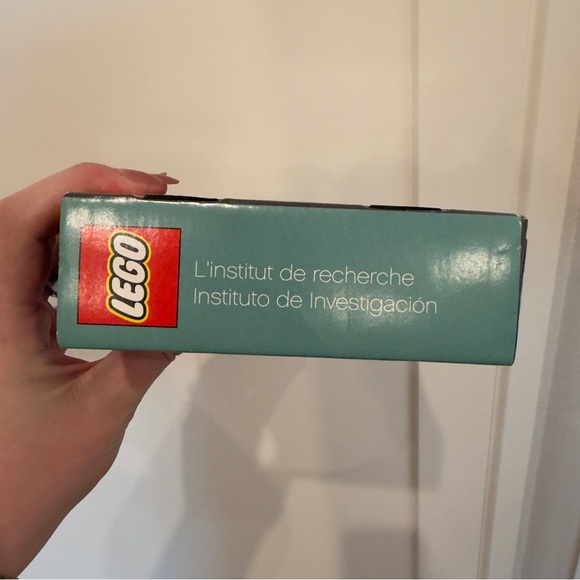 LEGO
L'institut de recherche
Instituto de Investigación